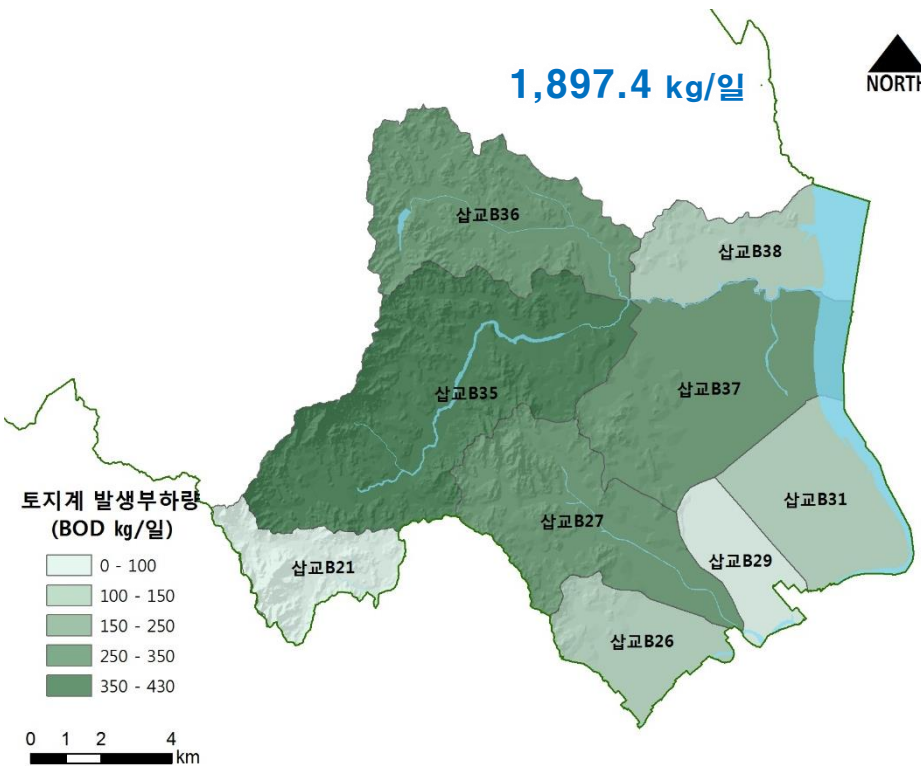 1,897.4 kg/일
NORTH
삽교B36
삽교B38
삽교B35
삽교B37
삽교B31
삽교B27
삽교B29
삽교B21
삽교B26
토지계 발생부하량
(BOD kg/일)
0 - 100
100 - 150
150 - 250
250 - 350
350 - 430
0 1 2 4
km